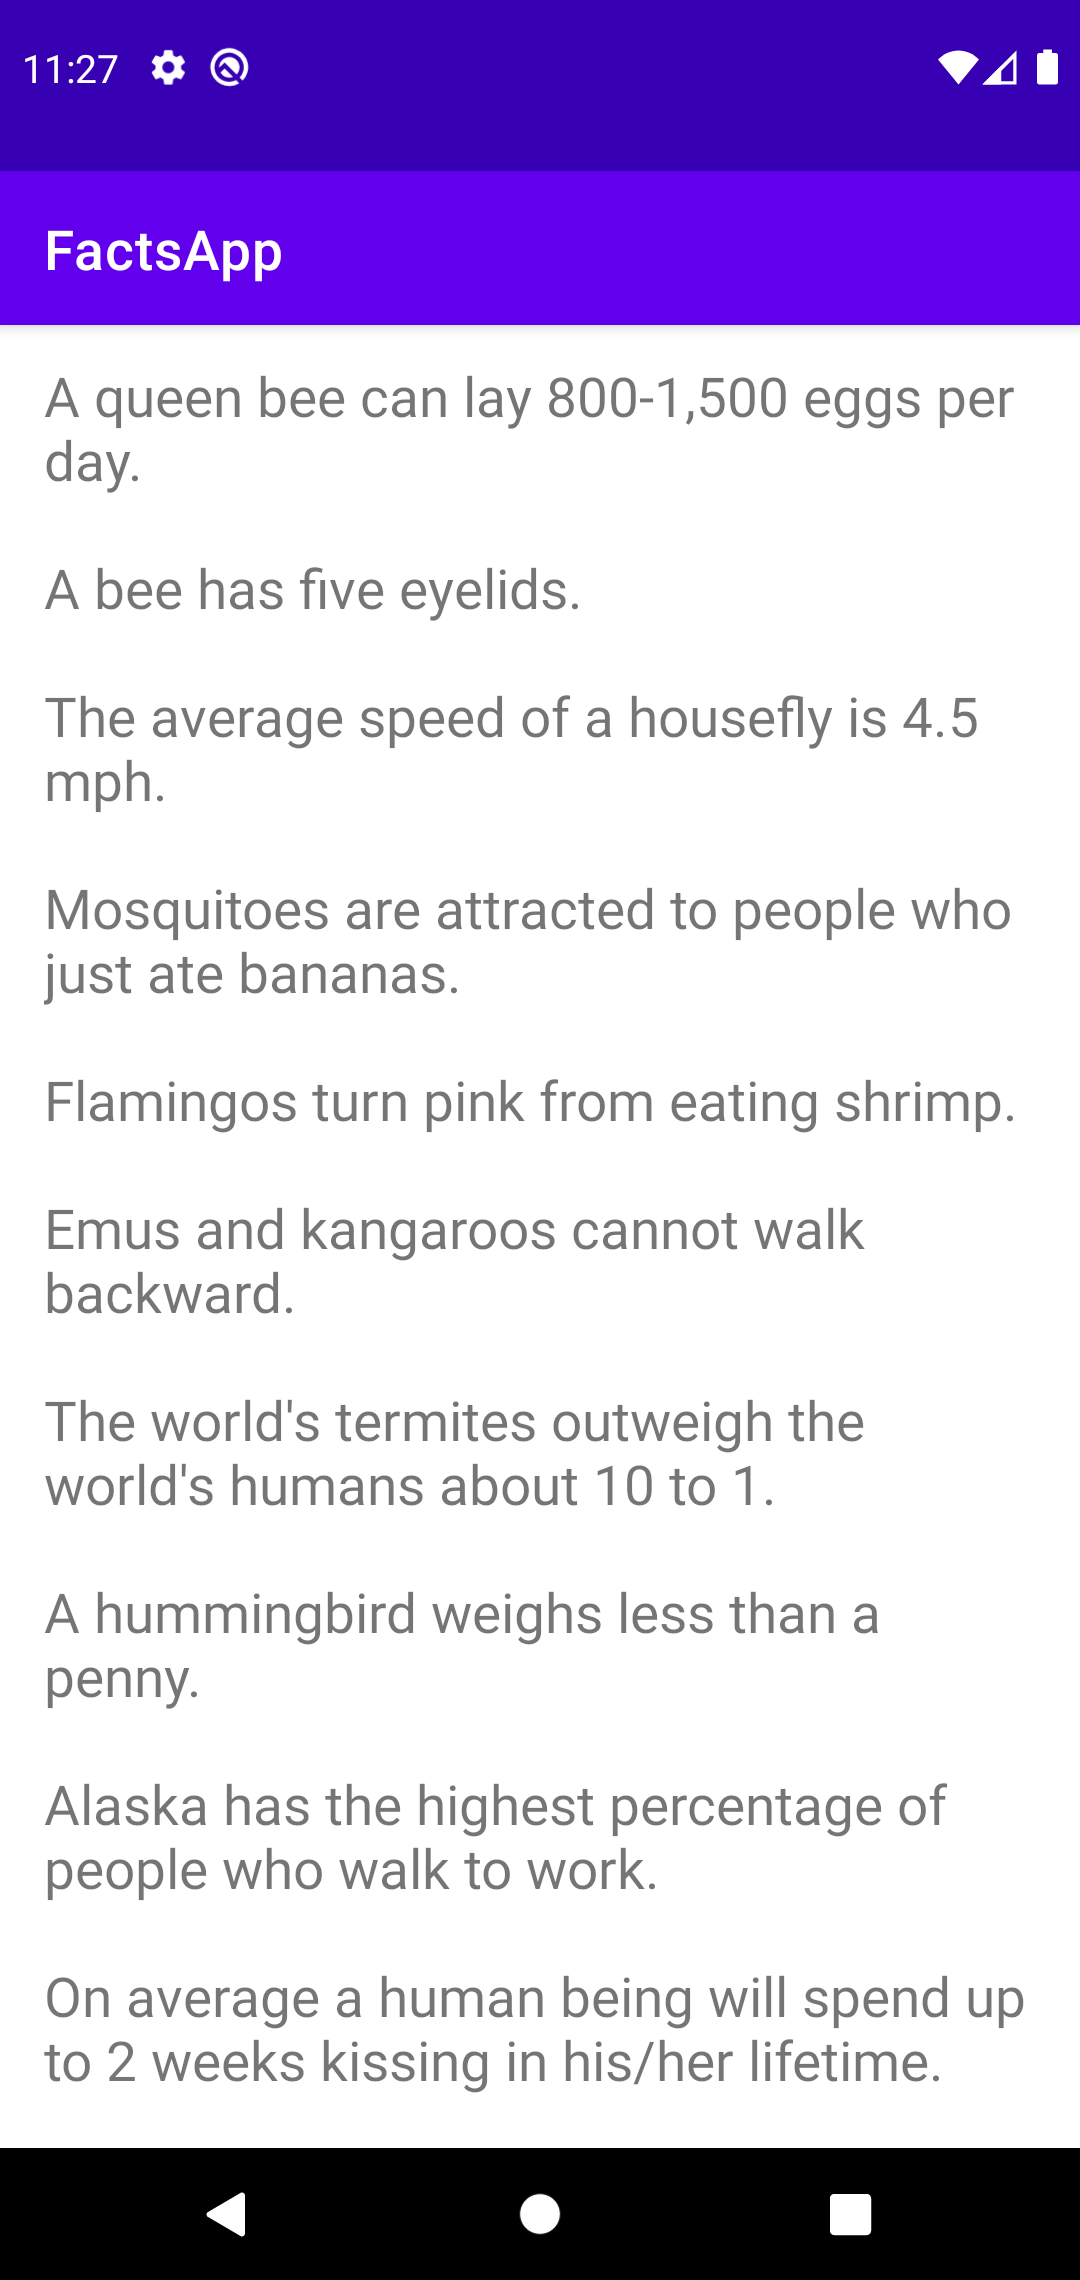 11:27
FactsApp
A queen bee can lay 800-1,500 eggs per
day.
A bee has five eyelids.
The average speed of a housefly is 4.5
mph.
Mosquitoes are attracted to people who
just ate bananas.
Flamingos turn pink from eating shrimp.
Emus and kangaroos cannot walk
backward.
The world's termites outweigh the
world's humans about 10 to 1.
A hummingbird weighs less than a
penny.
Alaska has the highest percentage of
people who walk to work.
On average a human being will spend up
to 2 weeks kissing in his/her lifetime.